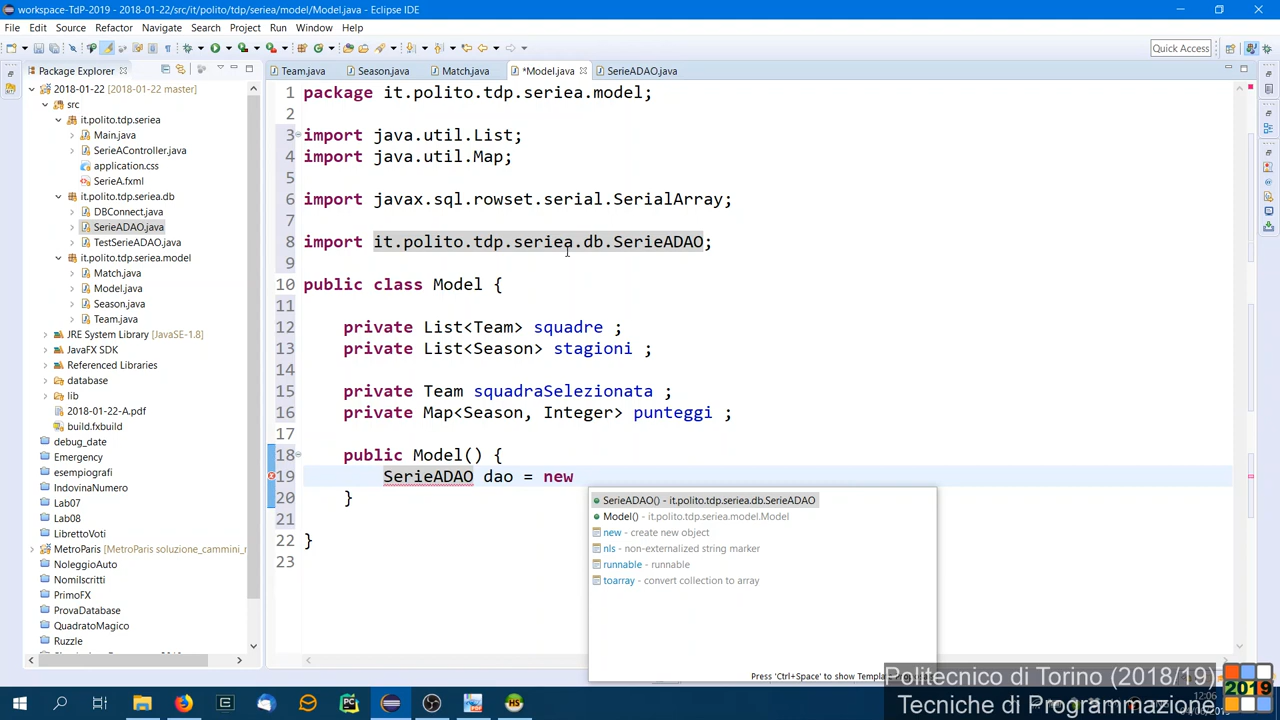 workspace-TdP-2019 - 2018-01-22/src/it/polito/tdp/seriea/model/Model.java - Eclipse IDE
File Edit Source Refactor Navigate Search Project Run Window Help
Quick Access
Package Explorer
Team.java Season.java Match.java *Model.java SerieADAO.java
2018-01-22 [2018-01-22 master]
src
it.polito.tdp.seriea
Main.java
SerieAController.java
application.css
SerieA.fxml
it.polito.tdp.seriea.db
DBConnect.java
SerieADAO.java
TestSerieADAO.java
it.polito.tdp.seriea.model
Match.java
Model.java
Season.java
Team.java
JRE System Library [JavaSE-1.8]
JavaFX SDK
Referenced Libraries
database
lib
2018-01-22-A.pdf
build.fxbuild
debug_date
Emergency
esempiografi
IndovinaNumero
Lab07
Lab08
LibrettoVoti
MetroParis [MetroParis soluzione_cammini_r
NoleggioAuto
NomiIscritti
PrimoFX
ProvaDatabase
QuadratoMagico
Ruzzle
1 package it.polito.tdp.seriea.model;
2
3 import java.util.List;
4 import java.util.Map;
5
6 import javax.sql.rowset.serial.SerialArray;
7
8 import it.polito.tdp.seriea.db.SerieADAO;
9
10 public class Model {
11
12 private List<Team> squadre ;
13 private List<Season> stagioni ;
14
15 private Team squadraSelezionata ;
16 private Map<Season, Integer> punteggi ;
17
18 public Model() {
19 SerieADAO dao = new
20 }
21
22 }
23
SerieADAO() - it.polito.tdp.seriea.db.SerieADAO
Model() - it.polito.tdp.seriea.model.Model
new - create new object
nls - non-externalized string marker
runnable - runnable
toarray - convert collection to array
Press 'Ctrl+Space' to show Templ
Politecnico di Torino (2018/19)
Tecniche di Programmazione
2019
12:06